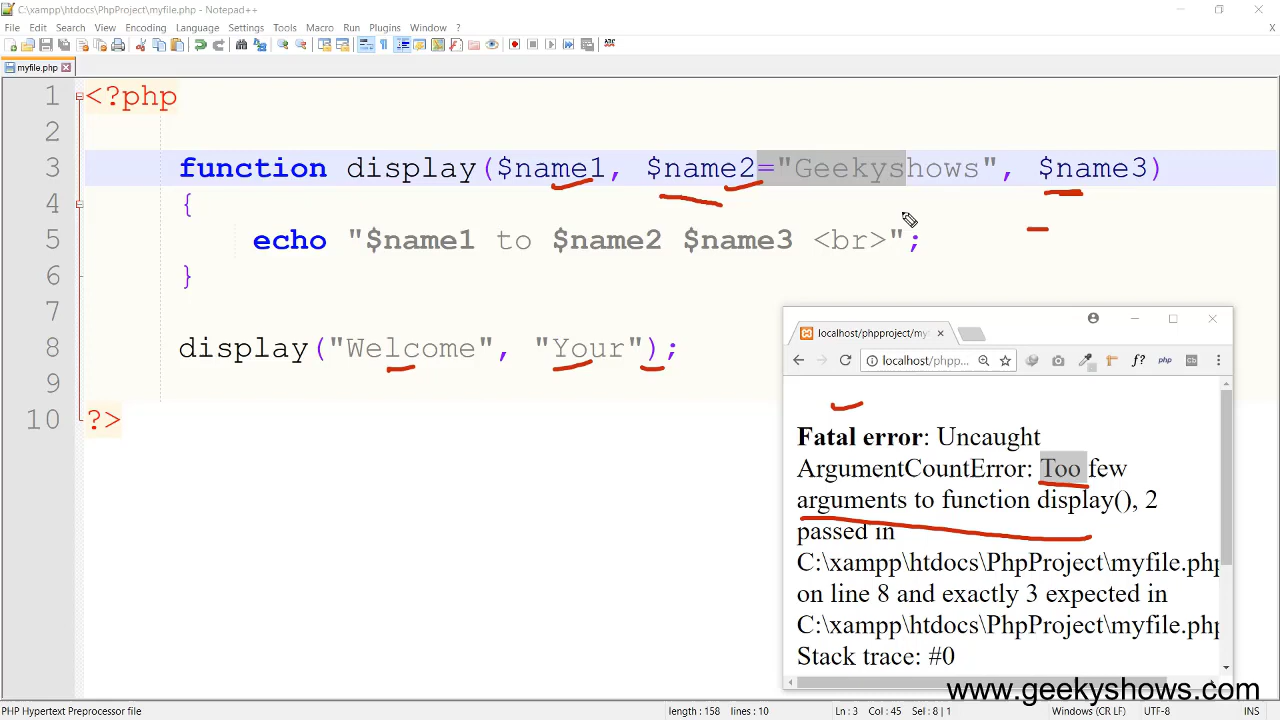 C:\xampp\htdocs\PhpProject\myfile.php - Notepad++
File Edit Search View Encoding Language Settings Tools Macro Run Plugins Window ? X
myfile.php
1 <?php
2
3 function display($name1, $name2="Geekyshows", $name3)
4 {
5 echo "$name1 to $name2 $name3 <br>";
6 }
7
8 display("Welcome", "Your");
9
10 ?>
localhost/phpproject/my
localhost/phpp...
f? php Cb
Fatal error: Uncaught
ArgumentCountError: Too few
arguments to function display(), 2
passed in
C:\xampp\htdocs\PhpProject\myfile.php
on line 8 and exactly 3 expected in
C:\xampp\htdocs\PhpProject\myfile.php
Stack trace: #0
www.geekyshows.com
PHP Hypertext Preprocessor file length : 158 lines : 10 Ln : 3 Col : 45 Sel : 8 | 1 Windows (CR LF) UTF-8 INS